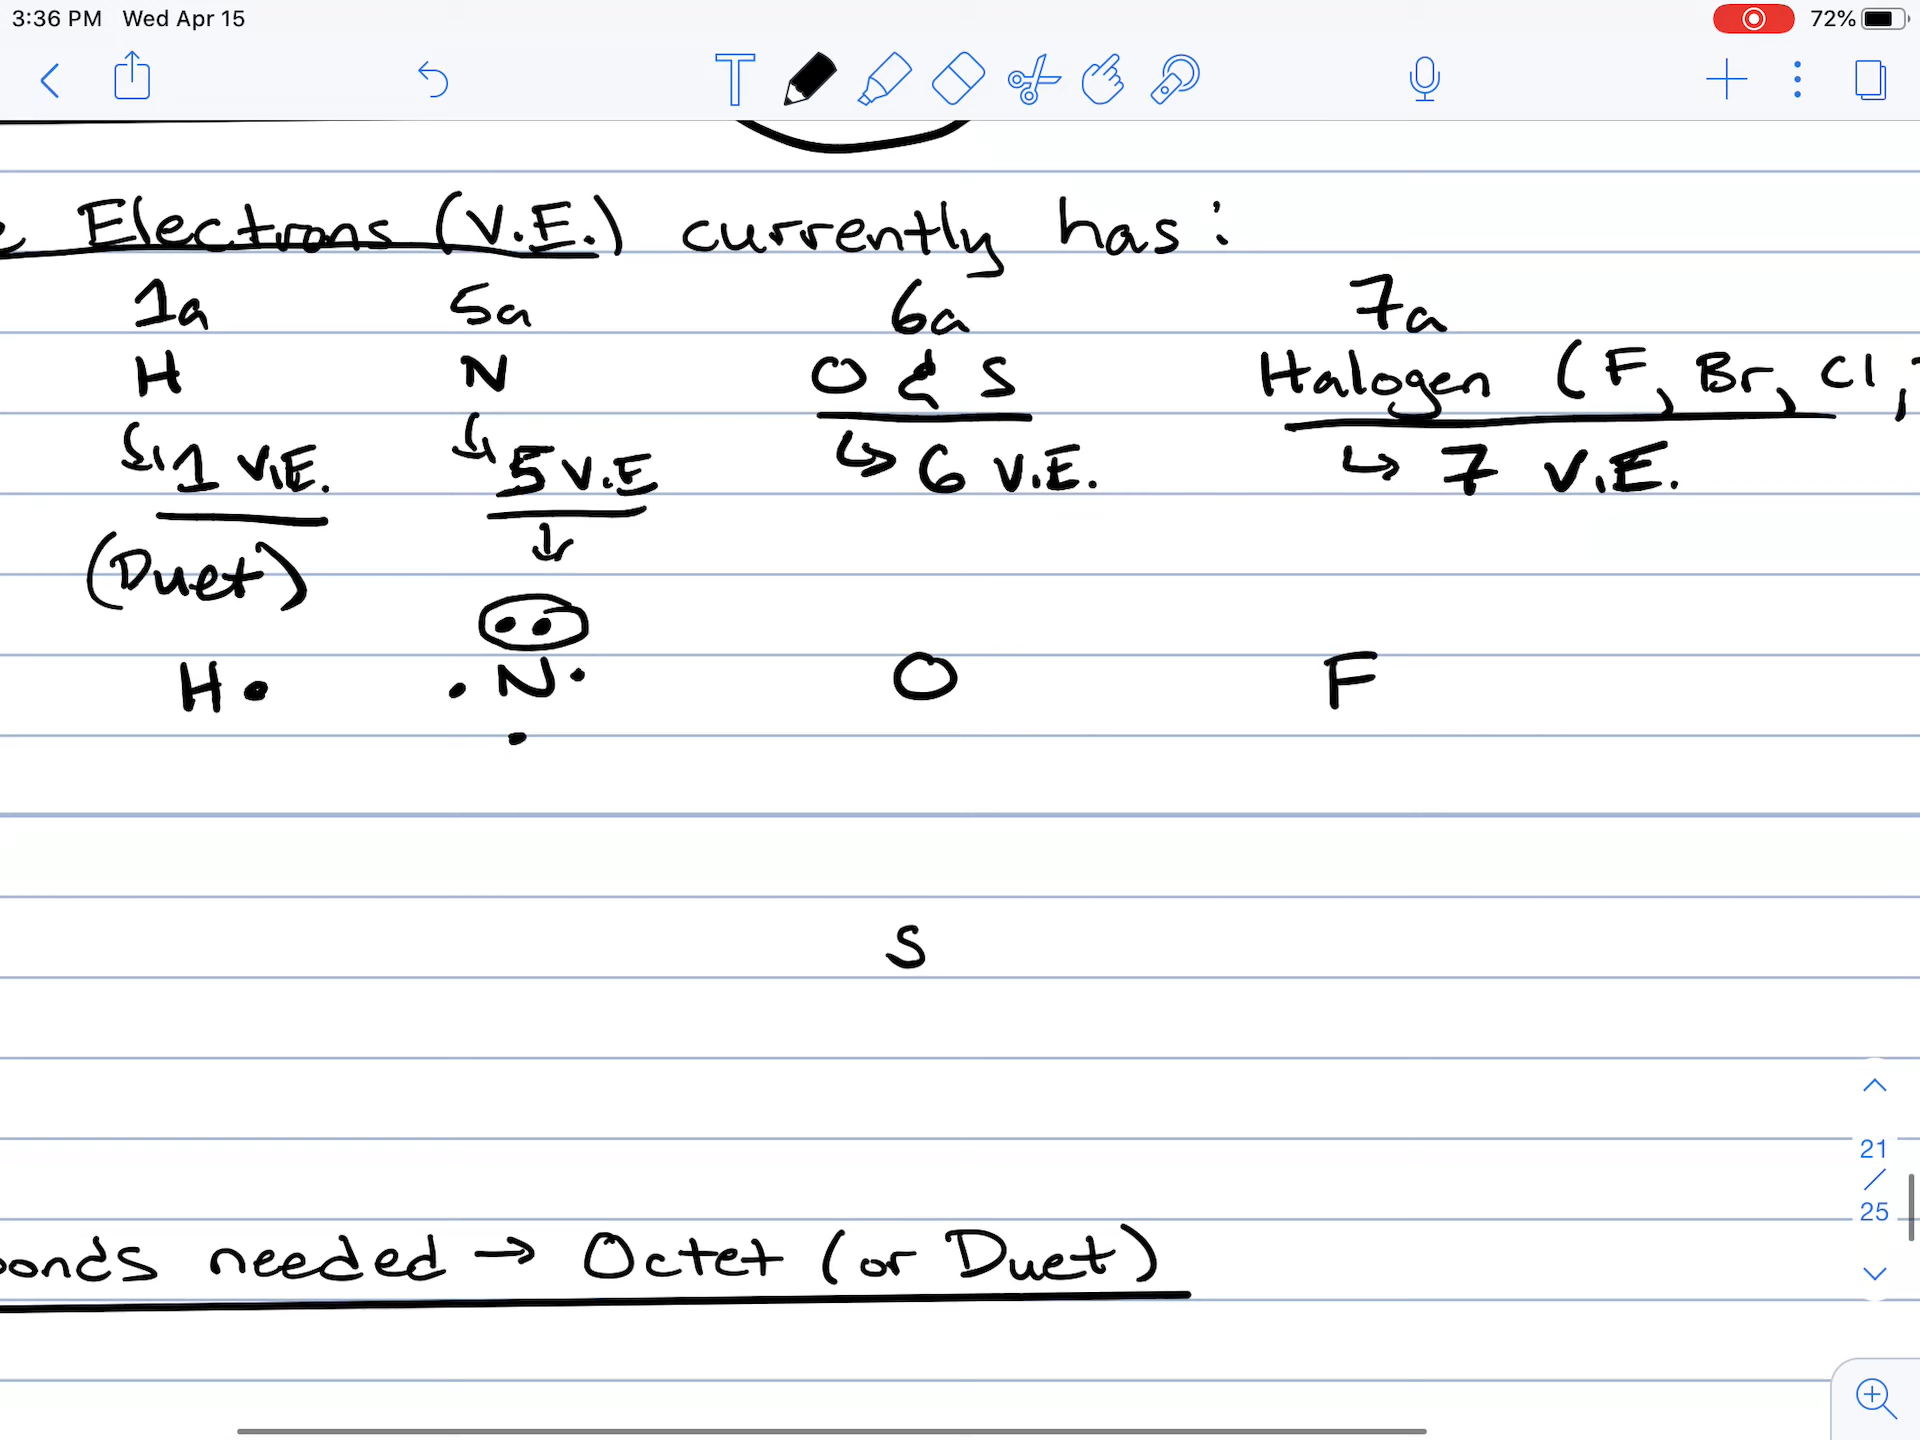 3:36 PM Wed Apr 15 72%
T
Electrons (V.E.) currently has:
1a 5a 6a 7a
H N O & S Halogen (F, Br, Cl,
↳ 1 V.E. ↳ 5 V.E ↳ 6 V.E. ↳ 7 V.E.
(Duet)
H• •N• O F
S
21
/
25
onds needed → Octet (or Duet)